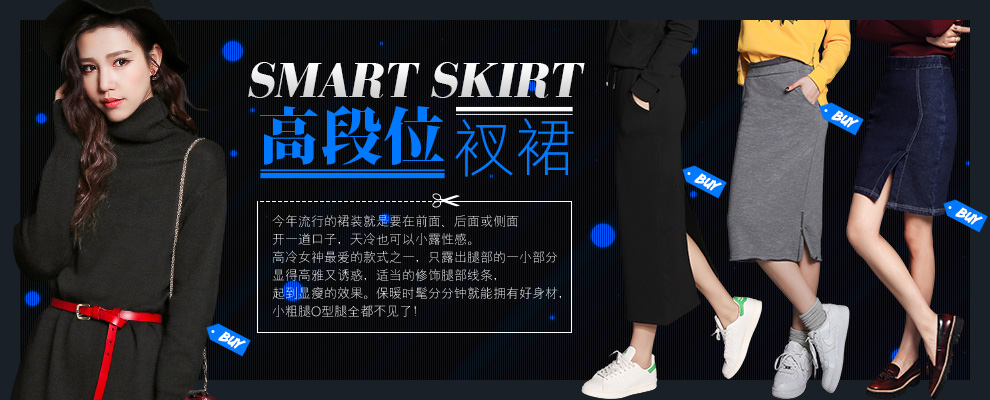 SMART SKIRT
高段位 衩裙
今年流行的裙装就是要在前面、后面或侧面
开一道口子，天冷也可以小露性感。
高冷女神最爱的款式之一，只露出腿部的一小部分
显得高雅又诱惑，适当的修饰腿部线条，
起到显瘦的效果。保暖时髦分分钟就能拥有好身材，
小粗腿O型腿全都不见了！
BUY
BUY
BUY
BUY